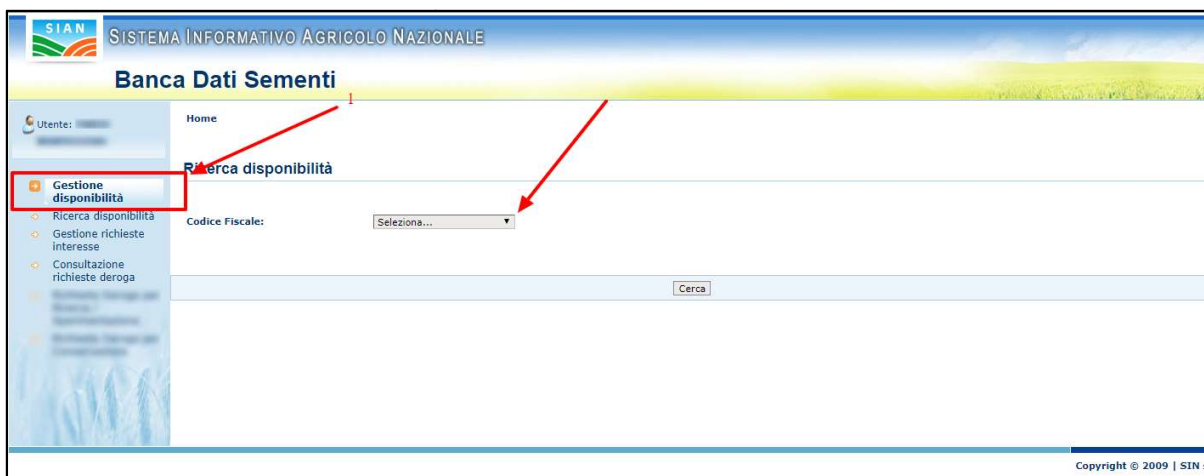 SIAN
SISTEMA INFORMATIVO AGRICOLO NAZIONALE
Banca Dati Sementi
1
Utente:
Home
Ricerca disponibilità
Gestione
disponibilità
Ricerca disponibilità
Gestione richieste
interesse
Consultazione
richieste deroga
Codice Fiscale:
Seleziona...
Cerca
Copyright © 2009 | SIN